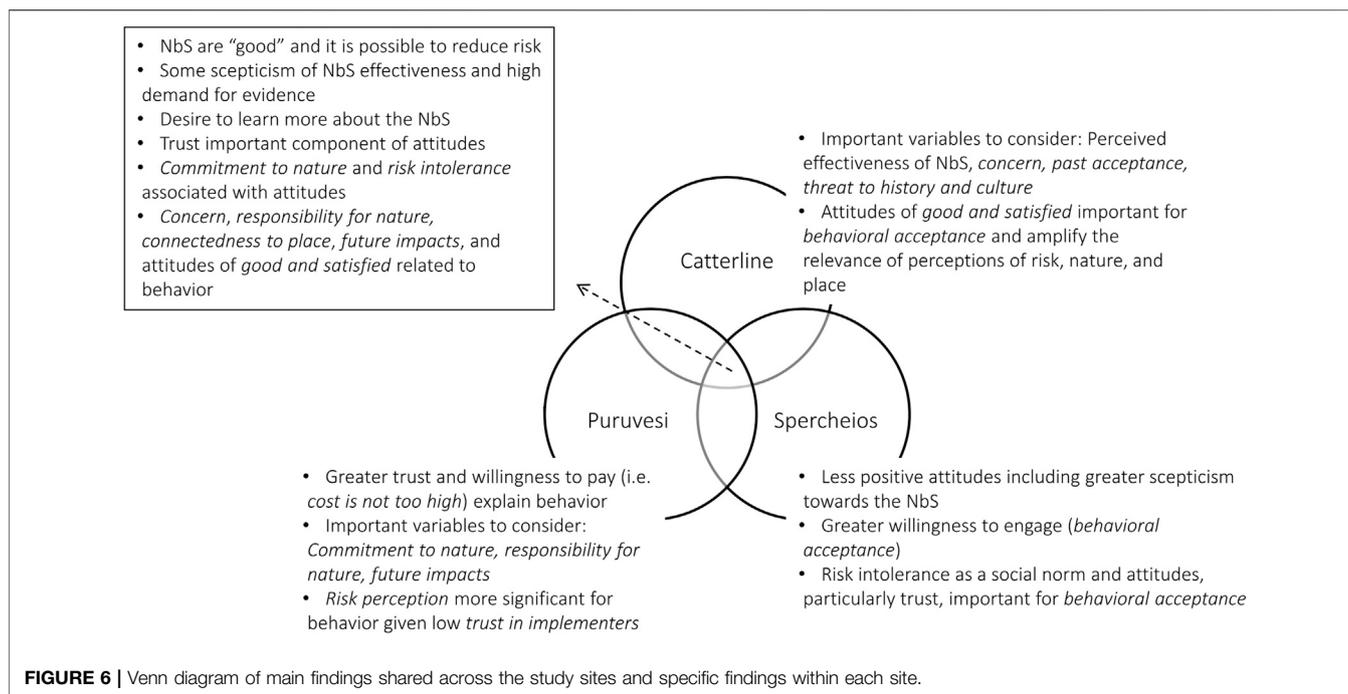 • NbS are “good” and it is possible to reduce risk
• Some scepticism of NbS effectiveness and high
demand for evidence
• Desire to learn more about the NbS
• Trust important component of attitudes
• Commitment to nature and risk intolerance
associated with attitudes
• Concern, responsibility for nature,
connectedness to place, future impacts, and
attitudes of good and satisfied related to
behavior
• Important variables to consider: Perceived
effectiveness of NbS, concern, past acceptance,
threat to history and culture
• Attitudes of good and satisfied important for
behavioral acceptance and amplify the
relevance of perceptions of risk, nature, and
place
Catterline
Puruvesi
Spercheios
• Greater trust and willingness to pay (i.e.
cost is not too high) explain behavior
• Important variables to consider:
Commitment to nature, responsibility for
nature, future impacts
• Risk perception more significant for
behavior given low trust in implementers
• Less positive attitudes including greater scepticism
towards the NbS
• Greater willingness to engage (behavioral
acceptance)
• Risk intolerance as a social norm and attitudes,
particularly trust, important for behavioral acceptance
FIGURE 6 | Venn diagram of main findings shared across the study sites and specific findings within each site.